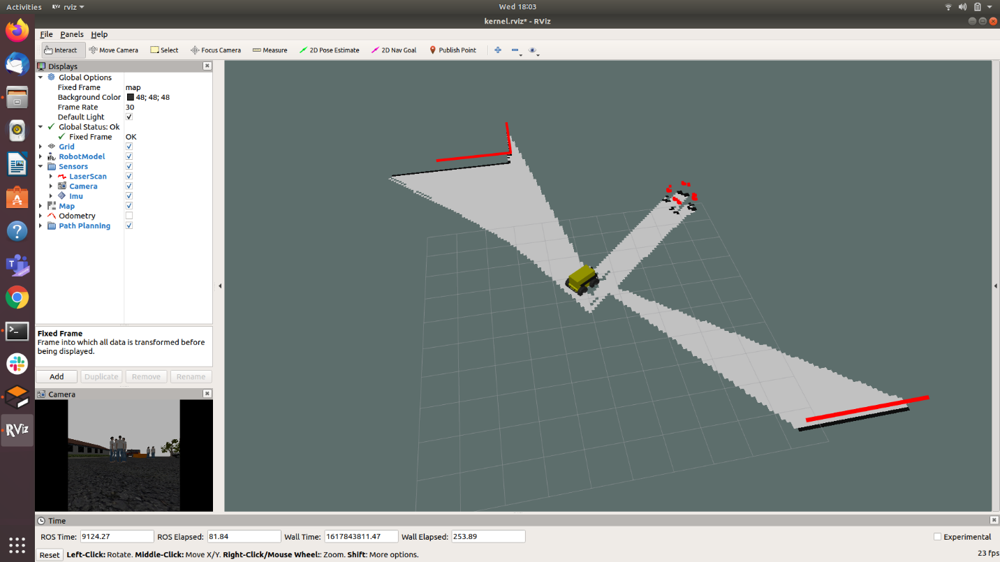 Activities
rviz
Wed 18:03
kernel.rviz* - RViz
File Panels Help
Interact Move Camera Select Focus Camera Measure 2D Pose Estimate 2D Nav Goal Publish Point
Displays
Global Options
Fixed Frame map
Background Color 48; 48; 48
Frame Rate 30
Default Light
Global Status: Ok
Fixed Frame OK
Grid
RobotModel
Sensors
LaserScan
Camera
Imu
Map
Odometry
Path Planning
Fixed Frame
Frame into which all data is transformed before
being displayed.
Add Duplicate Remove Rename
Camera
RViz
Time
ROS Time: 9124.27 ROS Elapsed: 81.84 Wall Time: 1617843811.47 Wall Elapsed: 253.89 Experimental
Reset Left-Click: Rotate. Middle-Click: Move X/Y. Right-Click/Mouse Wheel:: Zoom. Shift: More options. 23 fps